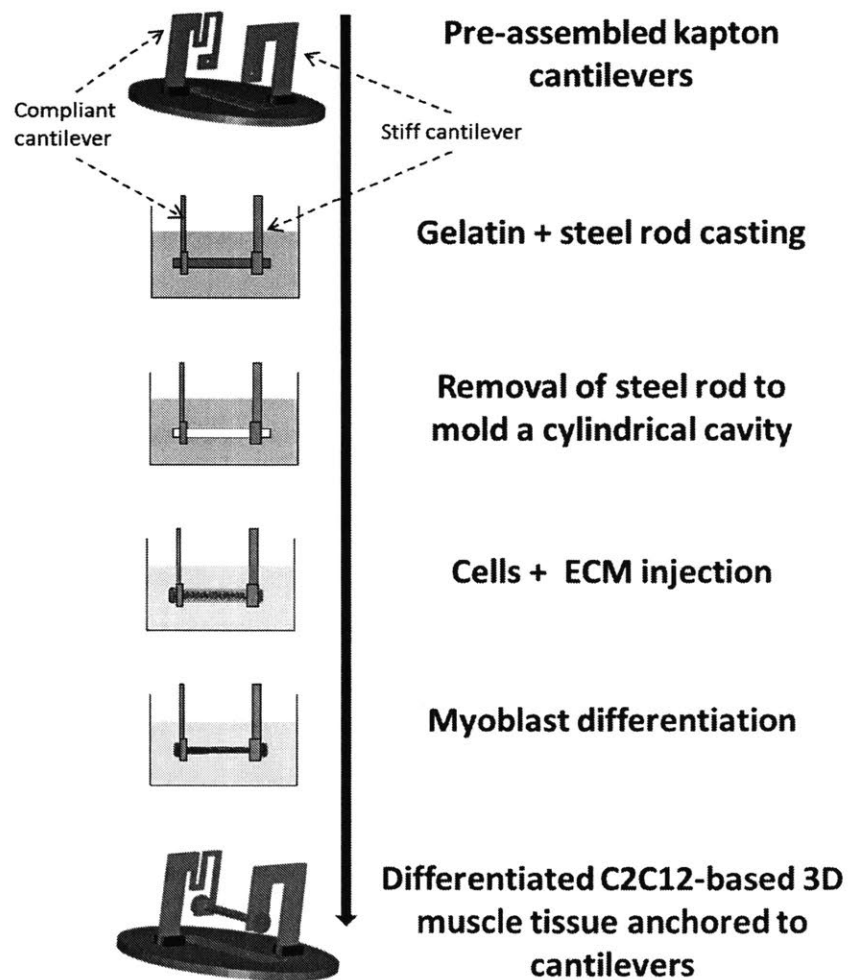 Pre-assembled kapton
cantilevers
Compliant
cantilever
Stiff cantilever
Gelatin + steel rod casting
Removal of steel rod to
mold a cylindrical cavity
Cells + ECM injection
Myoblast differentiation
Differentiated C2C12-based 3D
muscle tissue anchored to
cantilevers